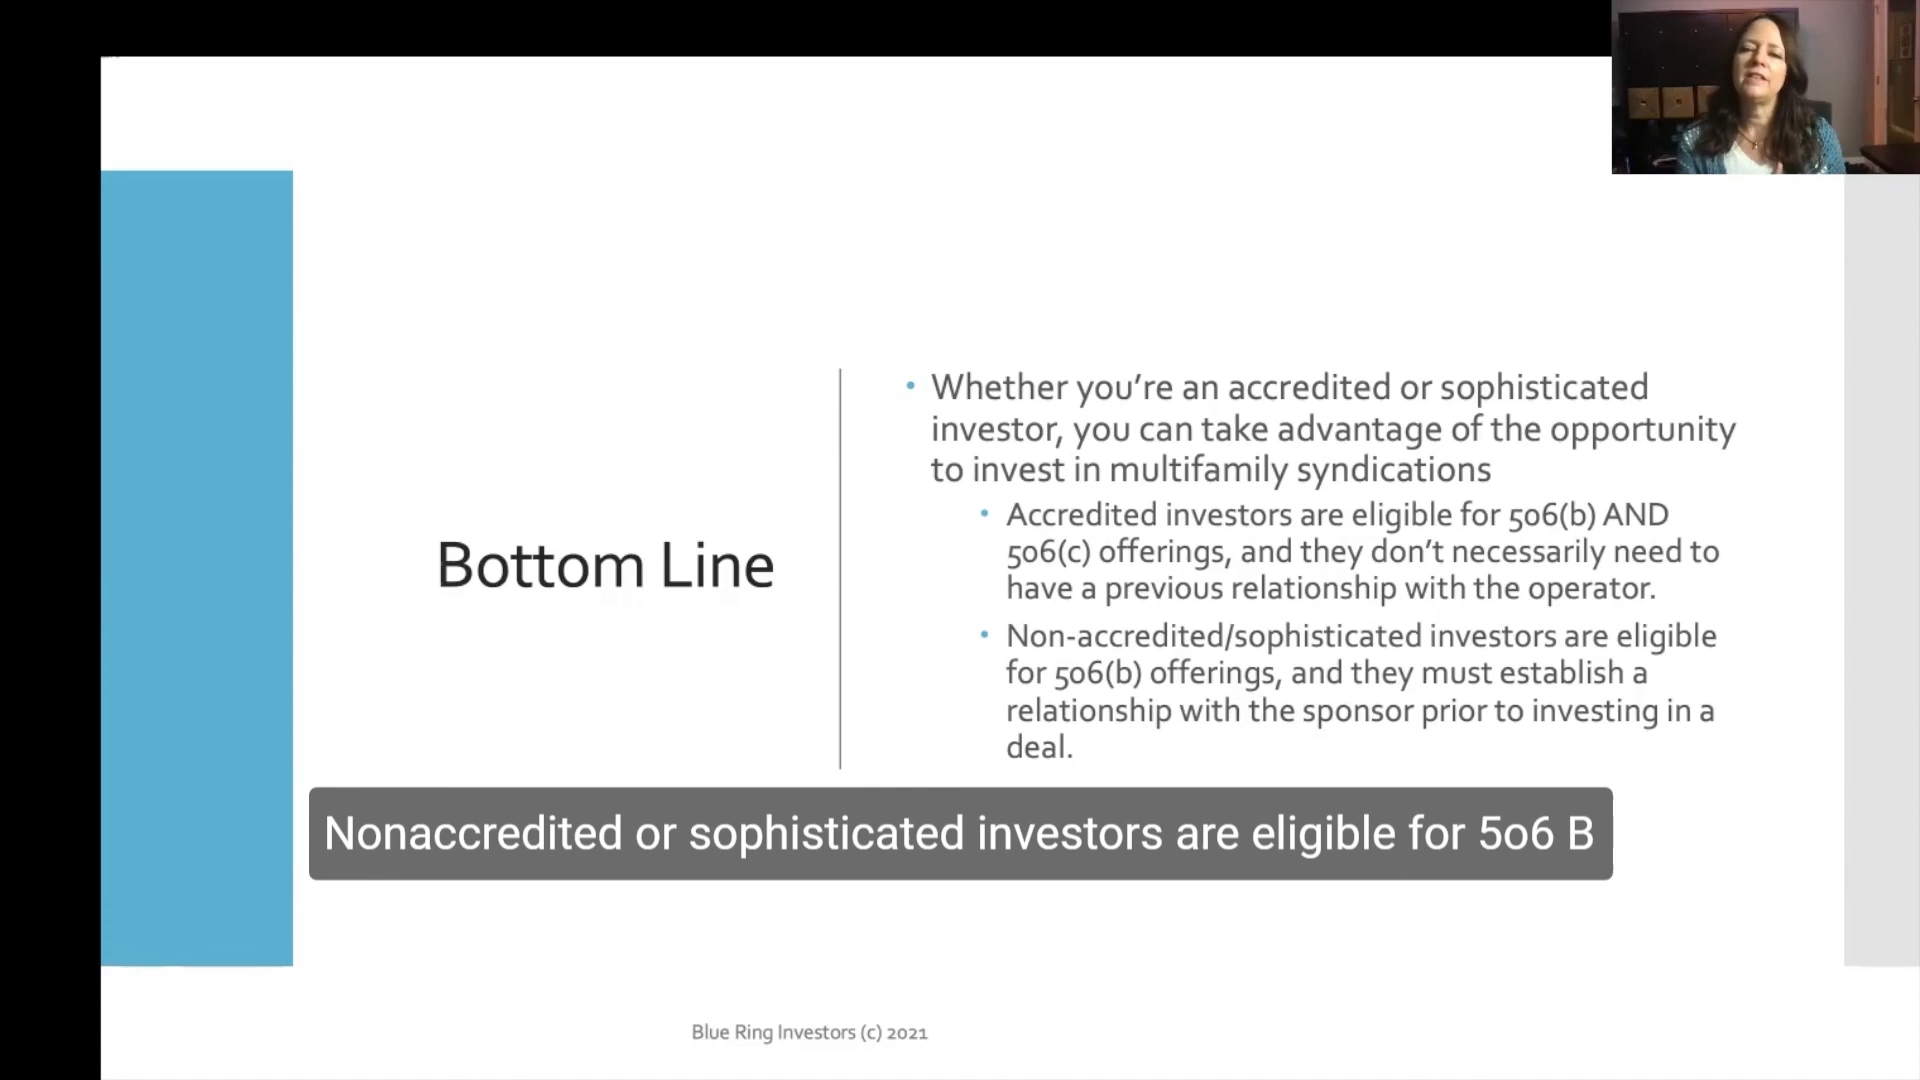 • Whether you’re an accredited or sophisticated
investor, you can take advantage of the opportunity
to invest in multifamily syndications
• Accredited investors are eligible for 506(b) AND
506(c) offerings, and they don’t necessarily need to
have a previous relationship with the operator.
Bottom Line
• Non-accredited/sophisticated investors are eligible
for 506(b) offerings, and they must establish a
relationship with the sponsor prior to investing in a
deal.
Nonaccredited or sophisticated investors are eligible for 5o6 B
Blue Ring Investors (c) 2021